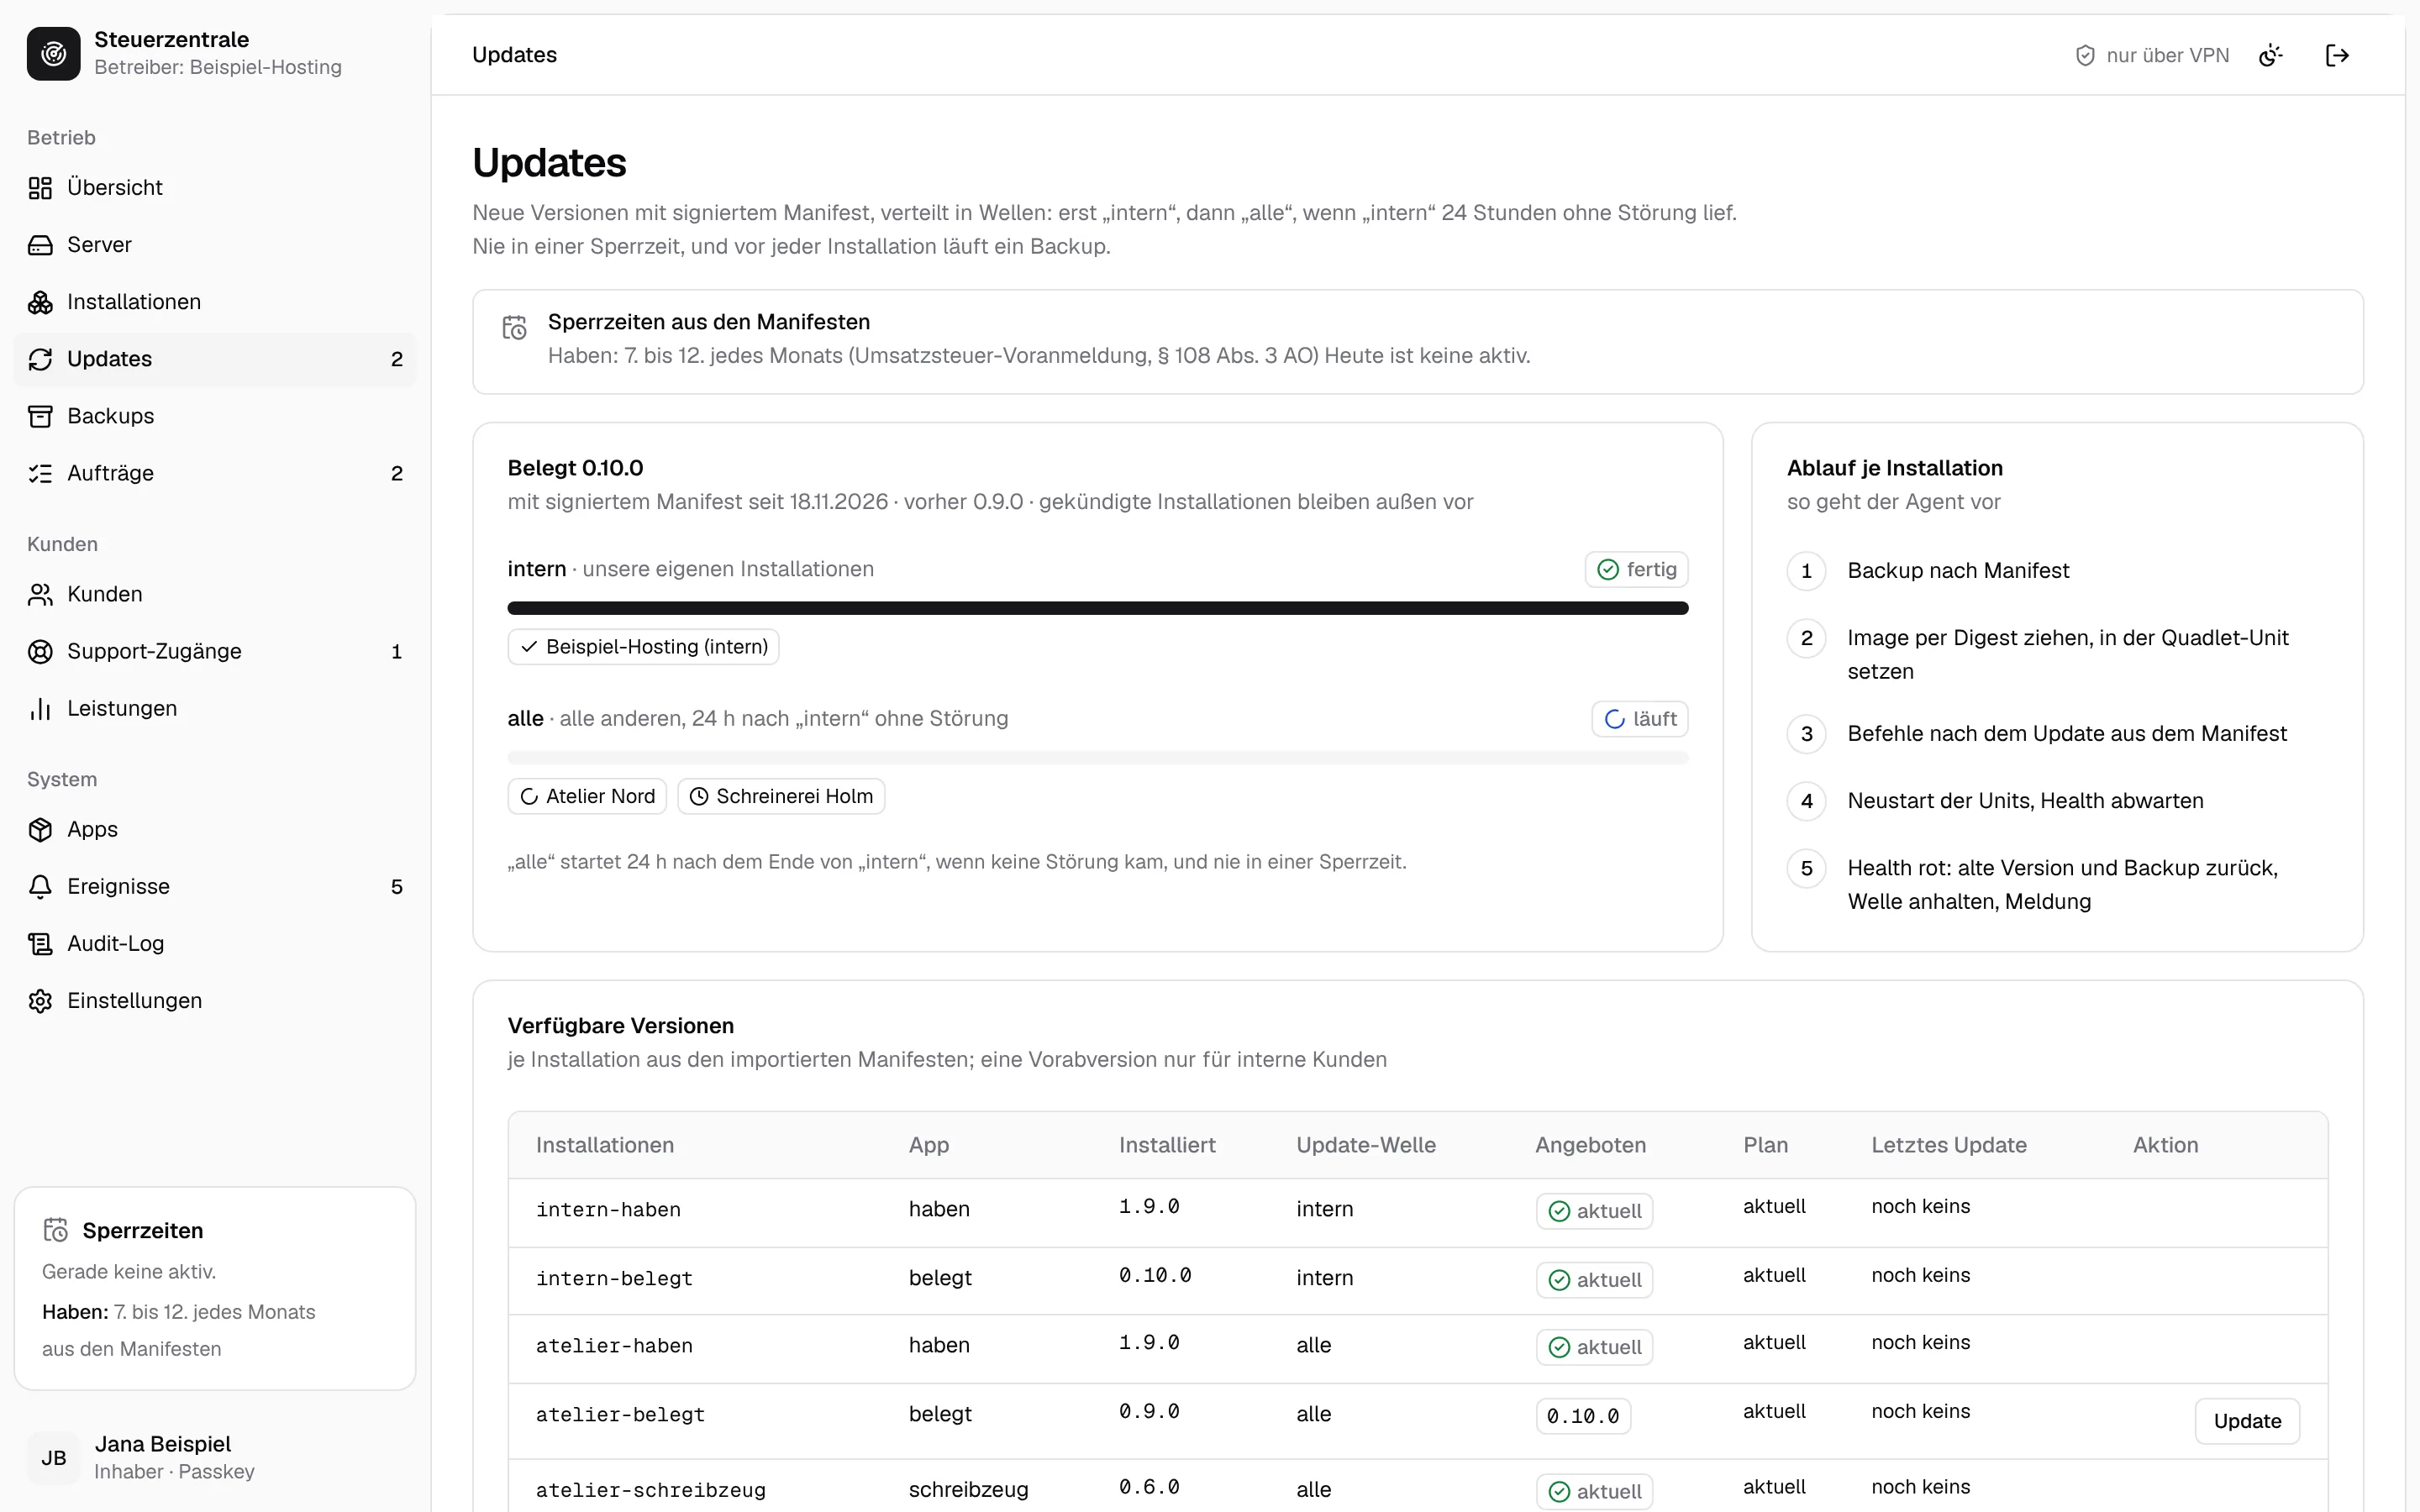 Steuerzentrale
Betreiber: Beispiel-Hosting
Betrieb
Übersicht
Server
Installationen
Updates 2
Backups
Aufträge 2
Kunden
Kunden
Support-Zugänge 1
Leistungen
System
Apps
Ereignisse 5
Audit-Log
Einstellungen
Sperrzeiten
Gerade keine aktiv.
Haben: 7. bis 12. jedes Monats
aus den Manifesten
JB
Jana Beispiel
Inhaber · Passkey
Updates
nur über VPN
Updates
Neue Versionen mit signiertem Manifest, verteilt in Wellen: erst „intern“, dann „alle“, wenn „intern“ 24 Stunden ohne Störung lief.
Nie in einer Sperrzeit, und vor jeder Installation läuft ein Backup.
Sperrzeiten aus den Manifesten
Haben: 7. bis 12. jedes Monats (Umsatzsteuer-Voranmeldung, § 108 Abs. 3 AO) Heute ist keine aktiv.
Belegt 0.10.0
mit signiertem Manifest seit 18.11.2026 · vorher 0.9.0 · gekündigte Installationen bleiben außen vor
intern · unsere eigenen Installationen fertig
Beispiel-Hosting (intern)
alle · alle anderen, 24 h nach „intern“ ohne Störung läuft
Atelier Nord Schreinerei Holm
„alle“ startet 24 h nach dem Ende von „intern“, wenn keine Störung kam, und nie in einer Sperrzeit.
Ablauf je Installation
so geht der Agent vor
1 Backup nach Manifest
2 Image per Digest ziehen, in der Quadlet-Unit
setzen
3 Befehle nach dem Update aus dem Manifest
4 Neustart der Units, Health abwarten
5 Health rot: alte Version und Backup zurück,
Welle anhalten, Meldung
Verfügbare Versionen
je Installation aus den importierten Manifesten; eine Vorabversion nur für interne Kunden
Installationen App Installiert Update-Welle Angeboten Plan Letztes Update Aktion
intern-haben haben 1.9.0 intern aktuell aktuell noch keins
intern-belegt belegt 0.10.0 intern aktuell aktuell noch keins
atelier-haben haben 1.9.0 alle aktuell aktuell noch keins
atelier-belegt belegt 0.9.0 alle 0.10.0 aktuell noch keins Update
atelier-schreibzeug schreibzeug 0.6.0 alle aktuell aktuell noch keins